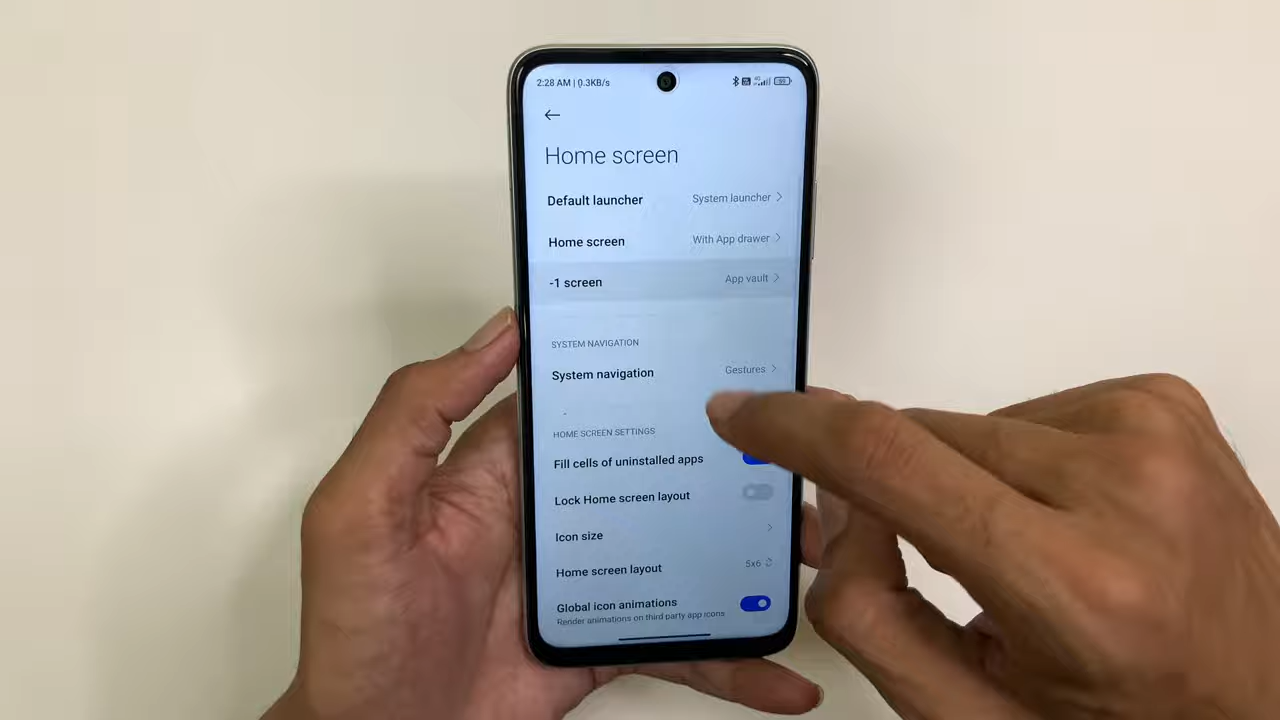 2:28 AM | 0.3KB/s
4G
99
Home screen
Default launcher System launcher
Home screen With App drawer
-1 screen App vault
SYSTEM NAVIGATION
System navigation Gestures
HOME SCREEN SETTINGS
Fill cells of uninstalled apps
Lock Home screen layout
Icon size
Home screen layout 5x6
Global icon animations
Render animations on third party app icons